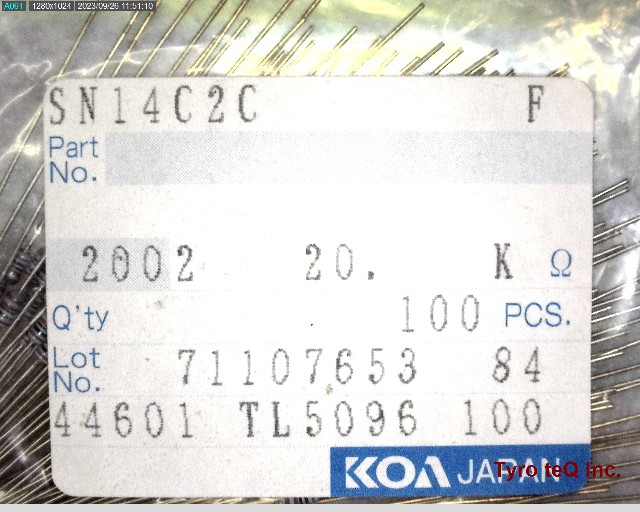 A061 1280x1024 2023/09/26 11:51:10
SN14C2C F
Part
No.
2002 20. K Ω
Q'ty 100 PCS.
Lot
No. 71107653 84
44601 TL5096 100
KOA JAPAN
Tyro teQ Inc.